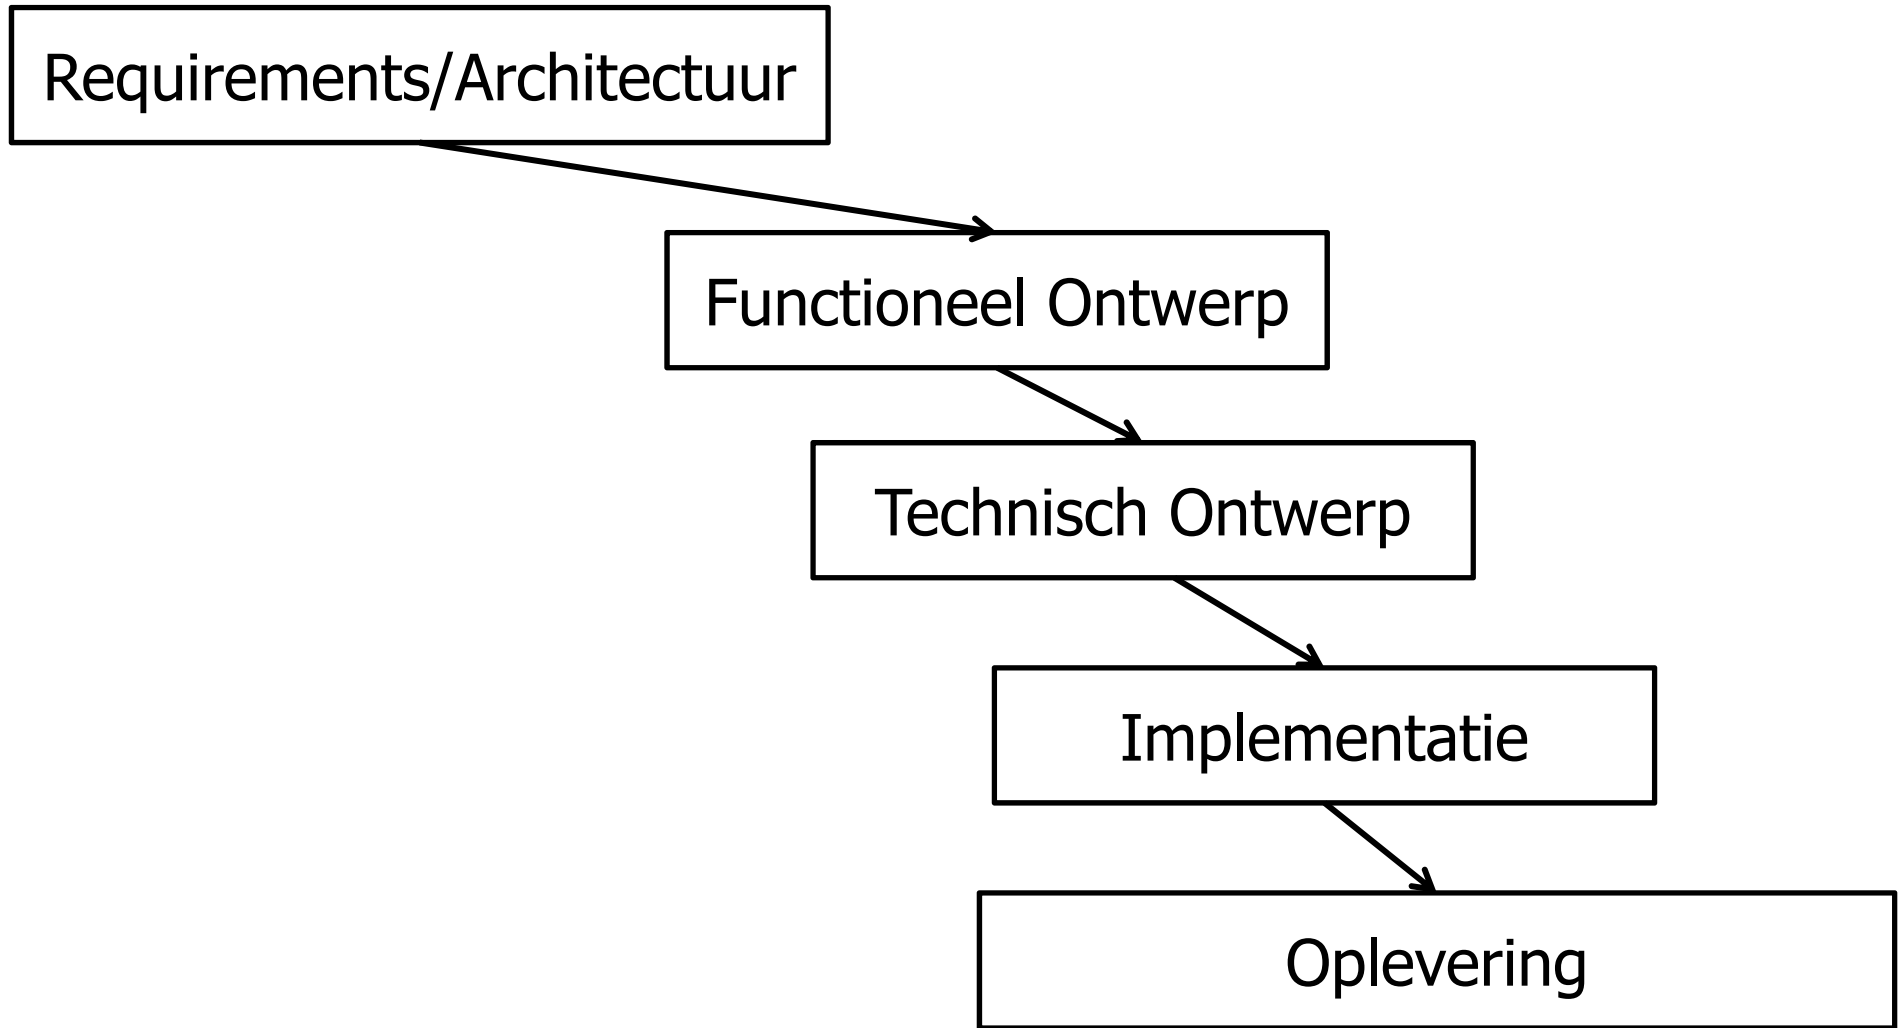 Requirements/Architectuur
Functioneel Ontwerp
Technisch Ontwerp
Implementatie
Oplevering